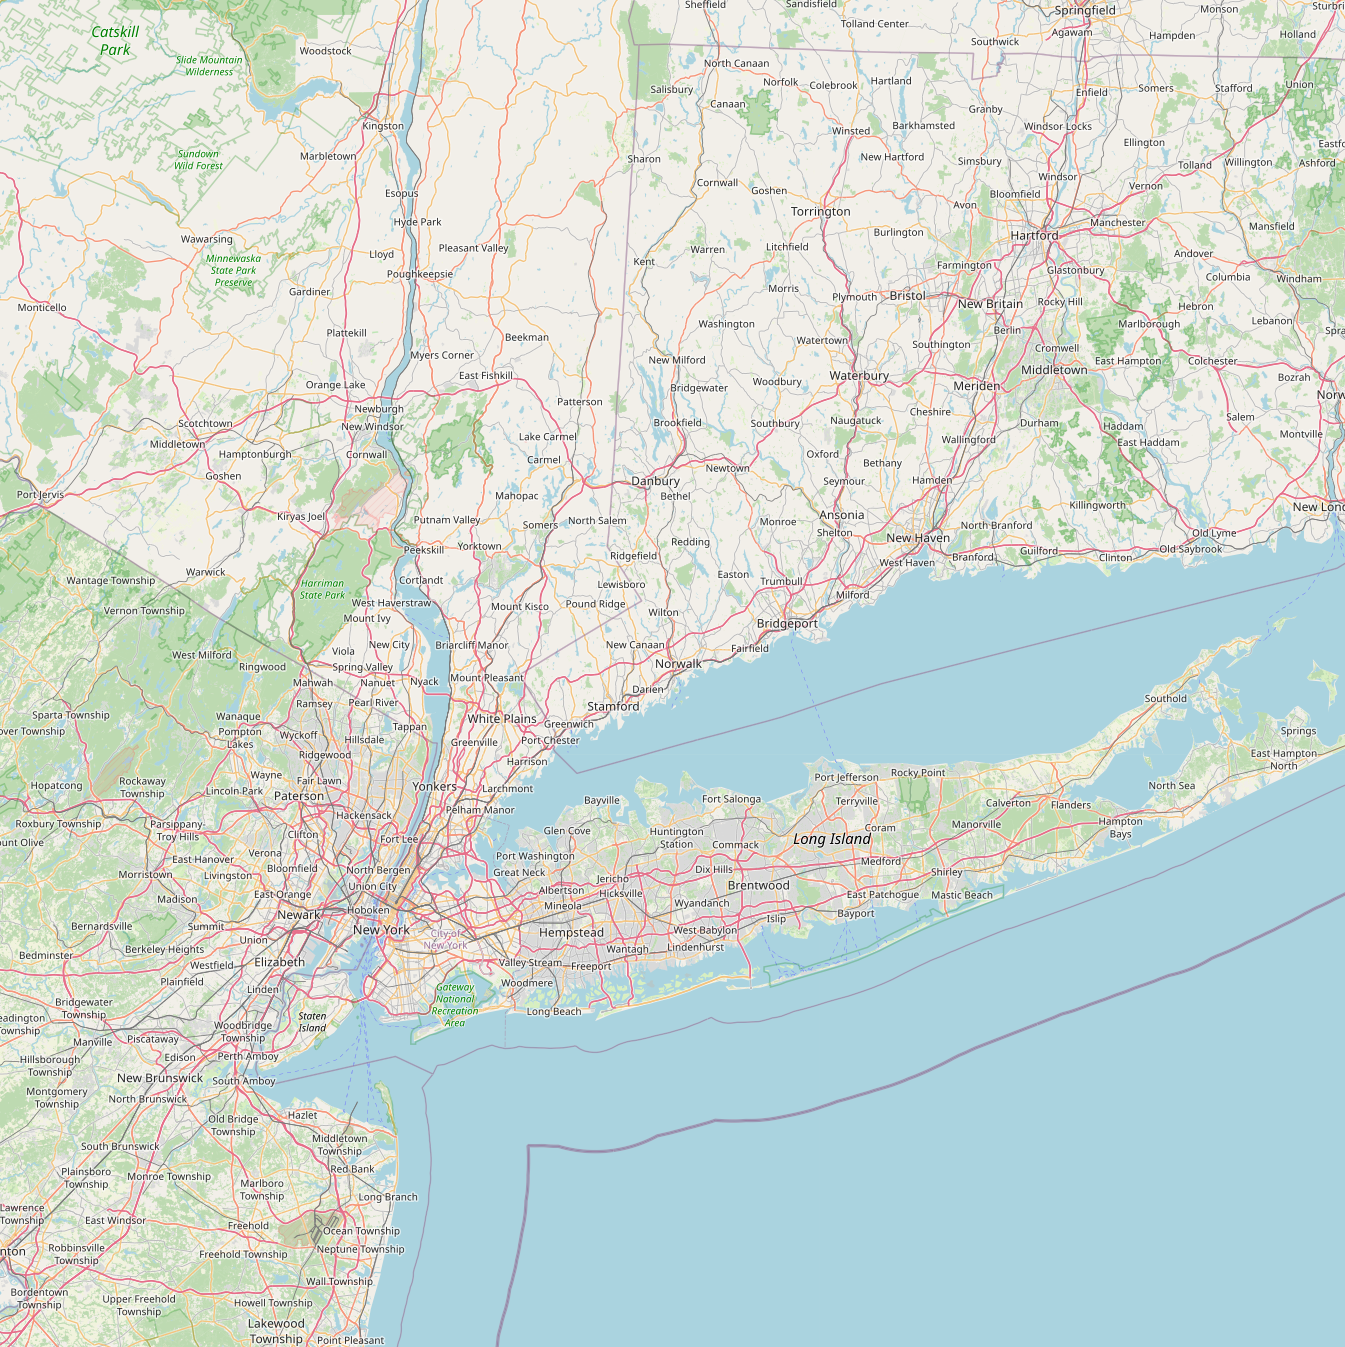 Sheffield
Sandisfield
Springfield
Monson
Sturbri
Tolland Center
Catskill
Park
Woodstock
Southwick
Agawam
Hampden
Holland
Slide Mountain
Wilderness
North Canaan
Salisbury
Norfolk
Colebrook
Hartland
Enfield
Somers
Stafford
Union
Canaan
Granby
Kingston
Winsted
Barkhamsted
Windsor Locks
Ellington
Eastfo
Sundown
Wild Forest
Marbletown
Sharon
New Hartford
Simsbury
Tolland
Willington
Ashford
Esopus
Cornwall
Goshen
Windsor
Vernon
Bloomfield
Avon
Hyde Park
Torrington
Manchester
Mansfield
Wawarsing
Pleasant Valley
Burlington
Hartford
Lloyd
Warren
Litchfield
Andover
Minnewaska
State Park
Preserve
Poughkeepsie
Kent
Farmington
Glastonbury
Columbia
Windham
Gardiner
Morris
Plymouth
Bristol
New Britain
Rocky Hill
Hebron
Monticello
Plattekill
Beekman
Washington
Watertown
Berlin
Marlborough
Lebanon
Spra
Myers Corner
New Milford
Southington
Cromwell
East Hampton
Colchester
Orange Lake
East Fishkill
Bridgewater
Woodbury
Waterbury
Meriden
Middletown
Bozrah
Norw
Newburgh
New Windsor
Patterson
Scotchtown
Brookfield
Southbury
Naugatuck
Cheshire
Durham
Haddam
Salem
Middletown
Hamptonburgh
Cornwall
Lake Carmel
Wallingford
East Haddam
Montville
Goshen
Carmel
Danbury
Newtown
Oxford
Bethany
Port Jervis
Mahopac
Bethel
Seymour
Hamden
Killingworth
New Lond
Kiryas Joel
Putnam Valley
Somers
North Salem
Monroe
Ansonia
Shelton
North Branford
Old Lyme
Peekskill
Yorktown
Ridgefield
Redding
New Haven
West Haven
Branford
Guilford
Clinton
Old Saybrook
Wantage Township
Warwick
Harriman
State Park
Cortlandt
Lewisboro
Easton
Trumbull
Milford
Vernon Township
West Haverstraw
Mount Ivy
Mount Kisco
Pound Ridge
Wilton
Bridgeport
West Milford
Ringwood
Viola
New City
Briarcliff Manor
New Canaan
Fairfield
Spring Valley
Norwalk
Mahwah
Nanuet
Nyack
Mount Pleasant
Darien
Southold
Sparta Township
Ramsey
Pearl River
Stamford
Wanaque
White Plains
Greenwich
over Township
Pompton
Lakes
Wyckoff
Hillsdale
Tappan
Greenville
Port Chester
Springs
Ridgewood
Harrison
East Hampton
North
Hopatcong
Rockaway
Township
Wayne
Fair Lawn
Yonkers
Larchmont
Port Jefferson
Rocky Point
North Sea
Lincoln Park
Paterson
Bayville
Fort Salonga
Terryville
Calverton
Flanders
Roxbury Township
Parsippany-
Troy Hills
Hackensack
Pelham Manor
Hampton
Bays
ount Olive
Clifton
Fort Lee
Glen Cove
Huntington
Station
Commack
Long Island
Coram
Manorville
East Hanover
Verona
Bloomfield
North Bergen
Port Washington
Great Neck
Medford
Morristown
Livingston
Union City
Jericho
Dix Hills
Shirley
Madison
East Orange
Albertson
Hicksville
Brentwood
East Patchogue
Mastic Beach
Newark
Hoboken
Mineola
Wyandanch
Bayport
Bernardsville
Summit
New York
City of
New York
Hempstead
West Babylon
Islip
Bedminster
Berkeley Heights
Union
Wantagh
Lindenhurst
Westfield
Elizabeth
Valley Stream
Freeport
Plainfield
Linden
Woodmere
Gateway
National
Recreation
Area
Bridgewater
Township
Long Beach
eadington
Township
Staten
Island
Woodbridge
Township
Manville
Piscataway
Hillsborough
Township
Edison
Perth Amboy
New Brunswick
South Amboy
Montgomery
Township
North Brunswick
Hazlet
Old Bridge
Township
Middletown
Township
South Brunswick
Red Bank
Plainsboro
Township
Monroe Township
Marlboro
Township
Long Branch
Lawrence
Township
East Windsor
Freehold
Ocean Township
nton
Robbinsville
Township
Freehold Township
Neptune Township
Wall Township
Bordentown
Township
Upper Freehold
Township
Howell Township
Lakewood
Township
Point Pleasant